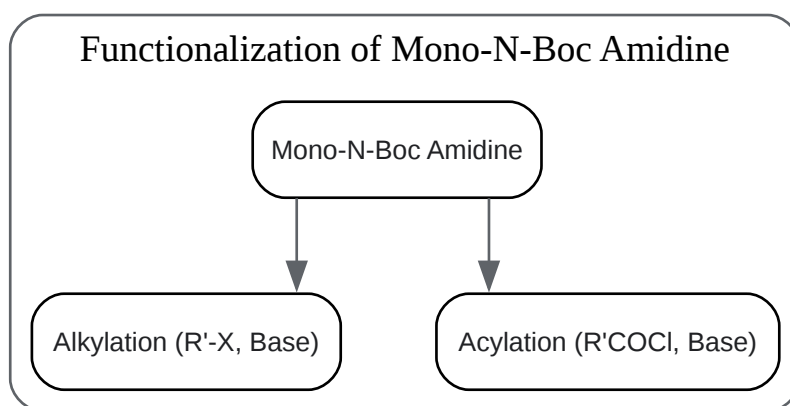 Functionalization of Mono-N-Boc Amidine
Mono-N-Boc Amidine
Alkylation (R'-X, Base)
Acylation (R'COCl, Base)